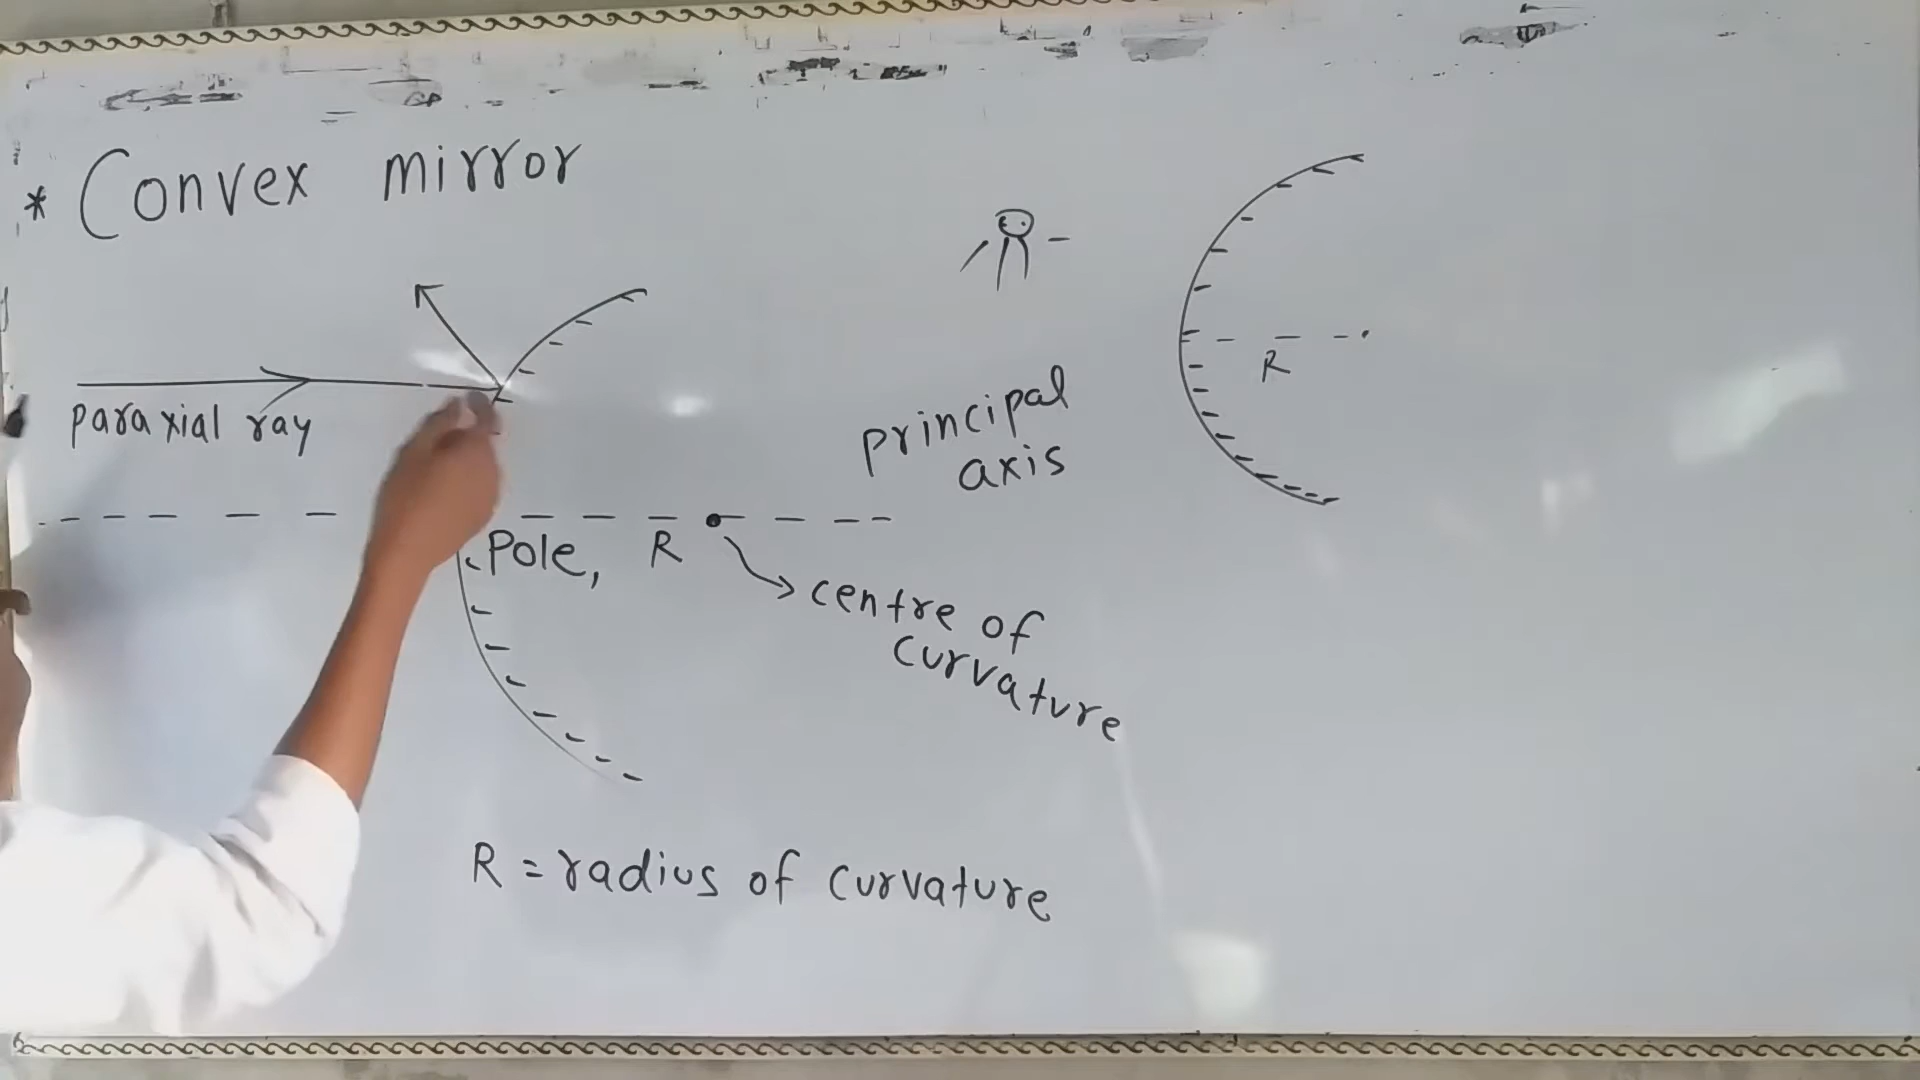 * Convex mirror
paraxial ray
R
principal
axis
Pole, R
centre of
curvature
R = radius of curvature